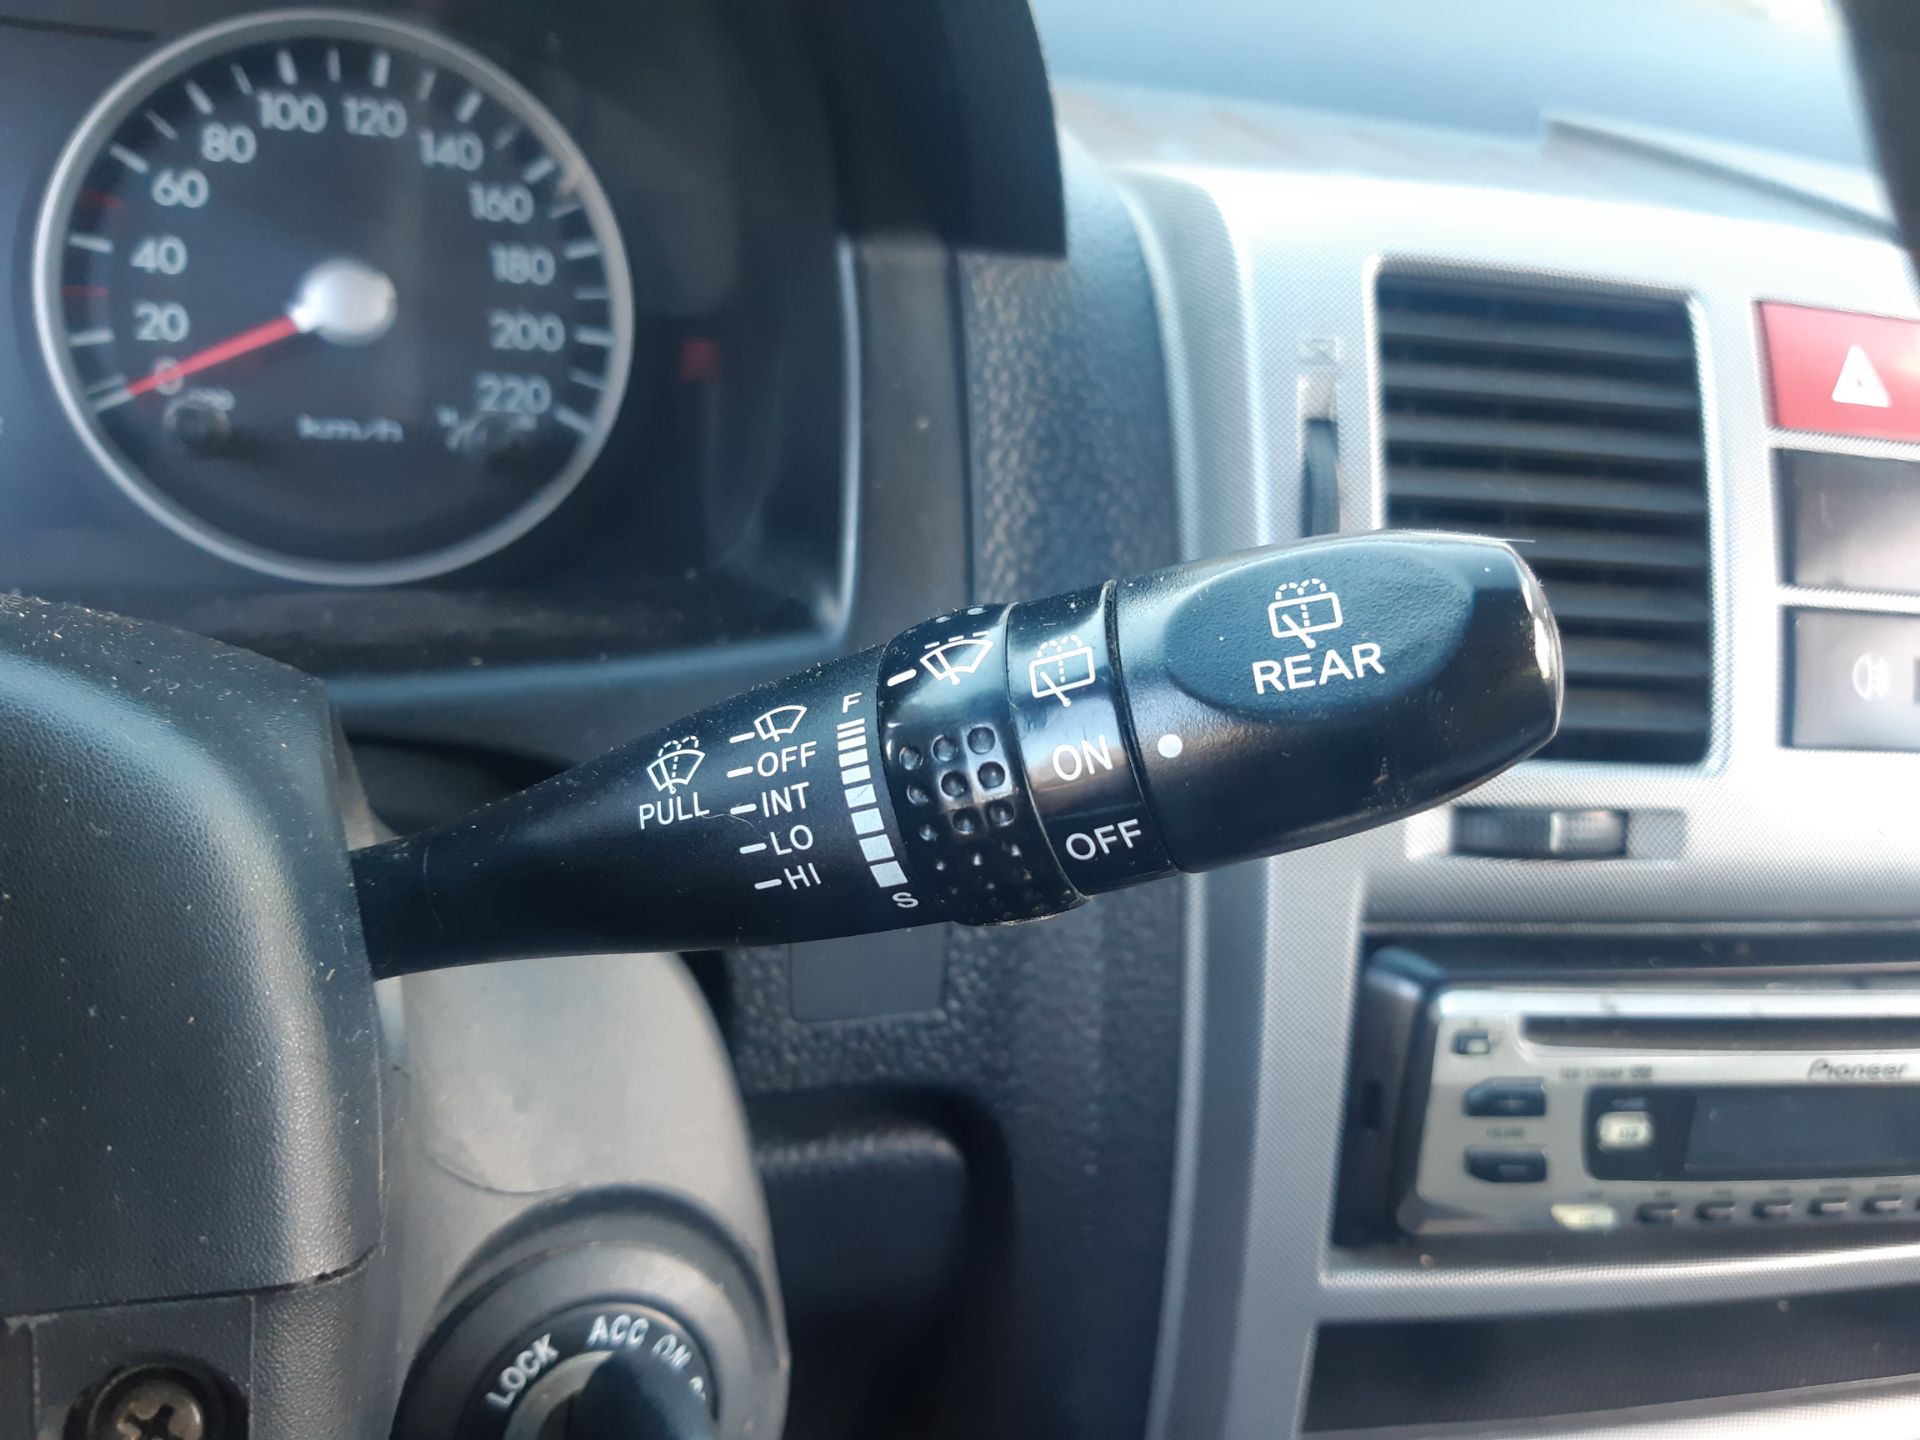 0
20
40
60
80
100
120
140
160
180
200
220
km/h
REAR
F
PULL
OFF
INT
LO
HI
S
ON
OFF
Pioneer
LOCK
ACC
ON